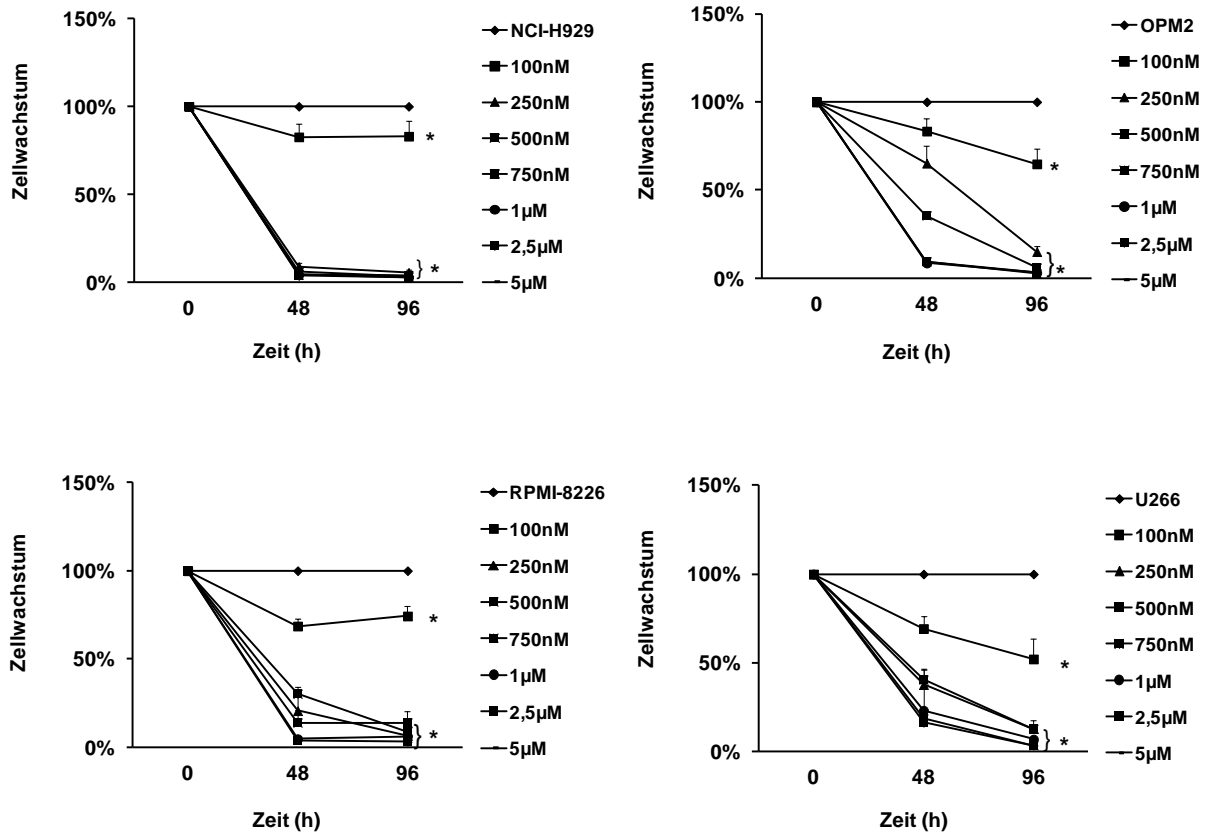 150%
100%
50%
0%
Zellwachstum
0 48 96
Zeit (h)
*
} *
NCI-H929
100nM
250nM
500nM
750nM
1µM
2,5µM
5µM
150%
100%
50%
0%
Zellwachstum
0 48 96
Zeit (h)
*
} *
OPM2
100nM
250nM
500nM
750nM
1µM
2,5µM
5µM
150%
100%
50%
0%
Zellwachstum
0 48 96
Zeit (h)
*
} *
RPMI-8226
100nM
250nM
500nM
750nM
1µM
2,5µM
5µM
150%
100%
50%
0%
Zellwachstum
0 48 96
Zeit (h)
*
} *
U266
100nM
250nM
500nM
750nM
1µM
2,5µM
5µM